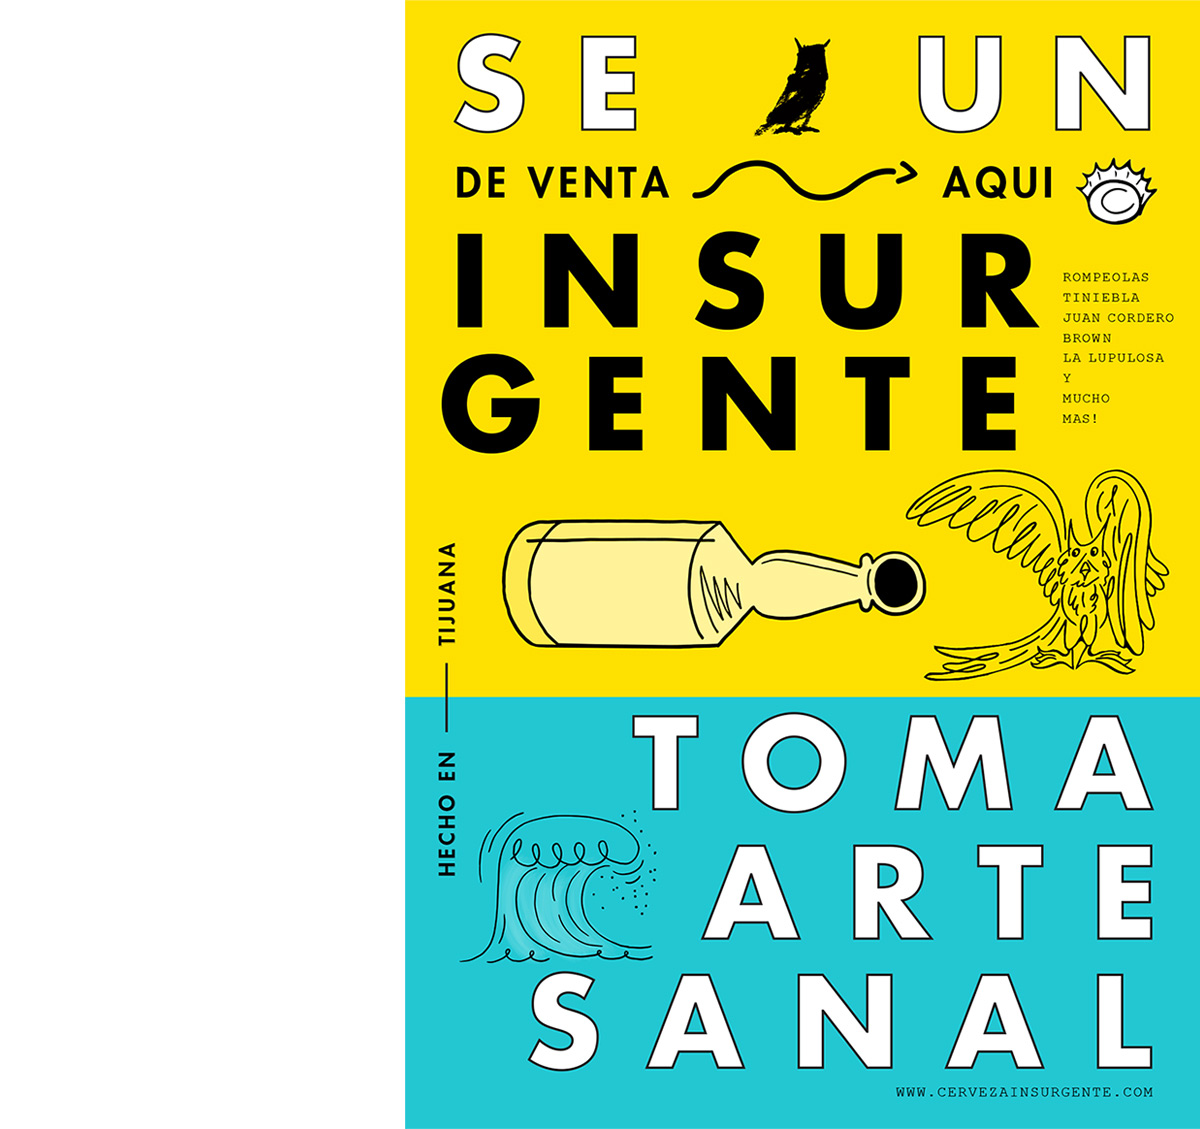 SE UN
DE VENTA AQUI
INSUR
GENTE
ROMPEOLAS
TINIEBLA
JUAN CORDERO
BROWN
LA LUPULOSA
Y
MUCHO
MAS!
HECHO EN — TIJUANA
TOMA
ARTE
SANAL
WWW.CERVEZAINSURGENTE.COM